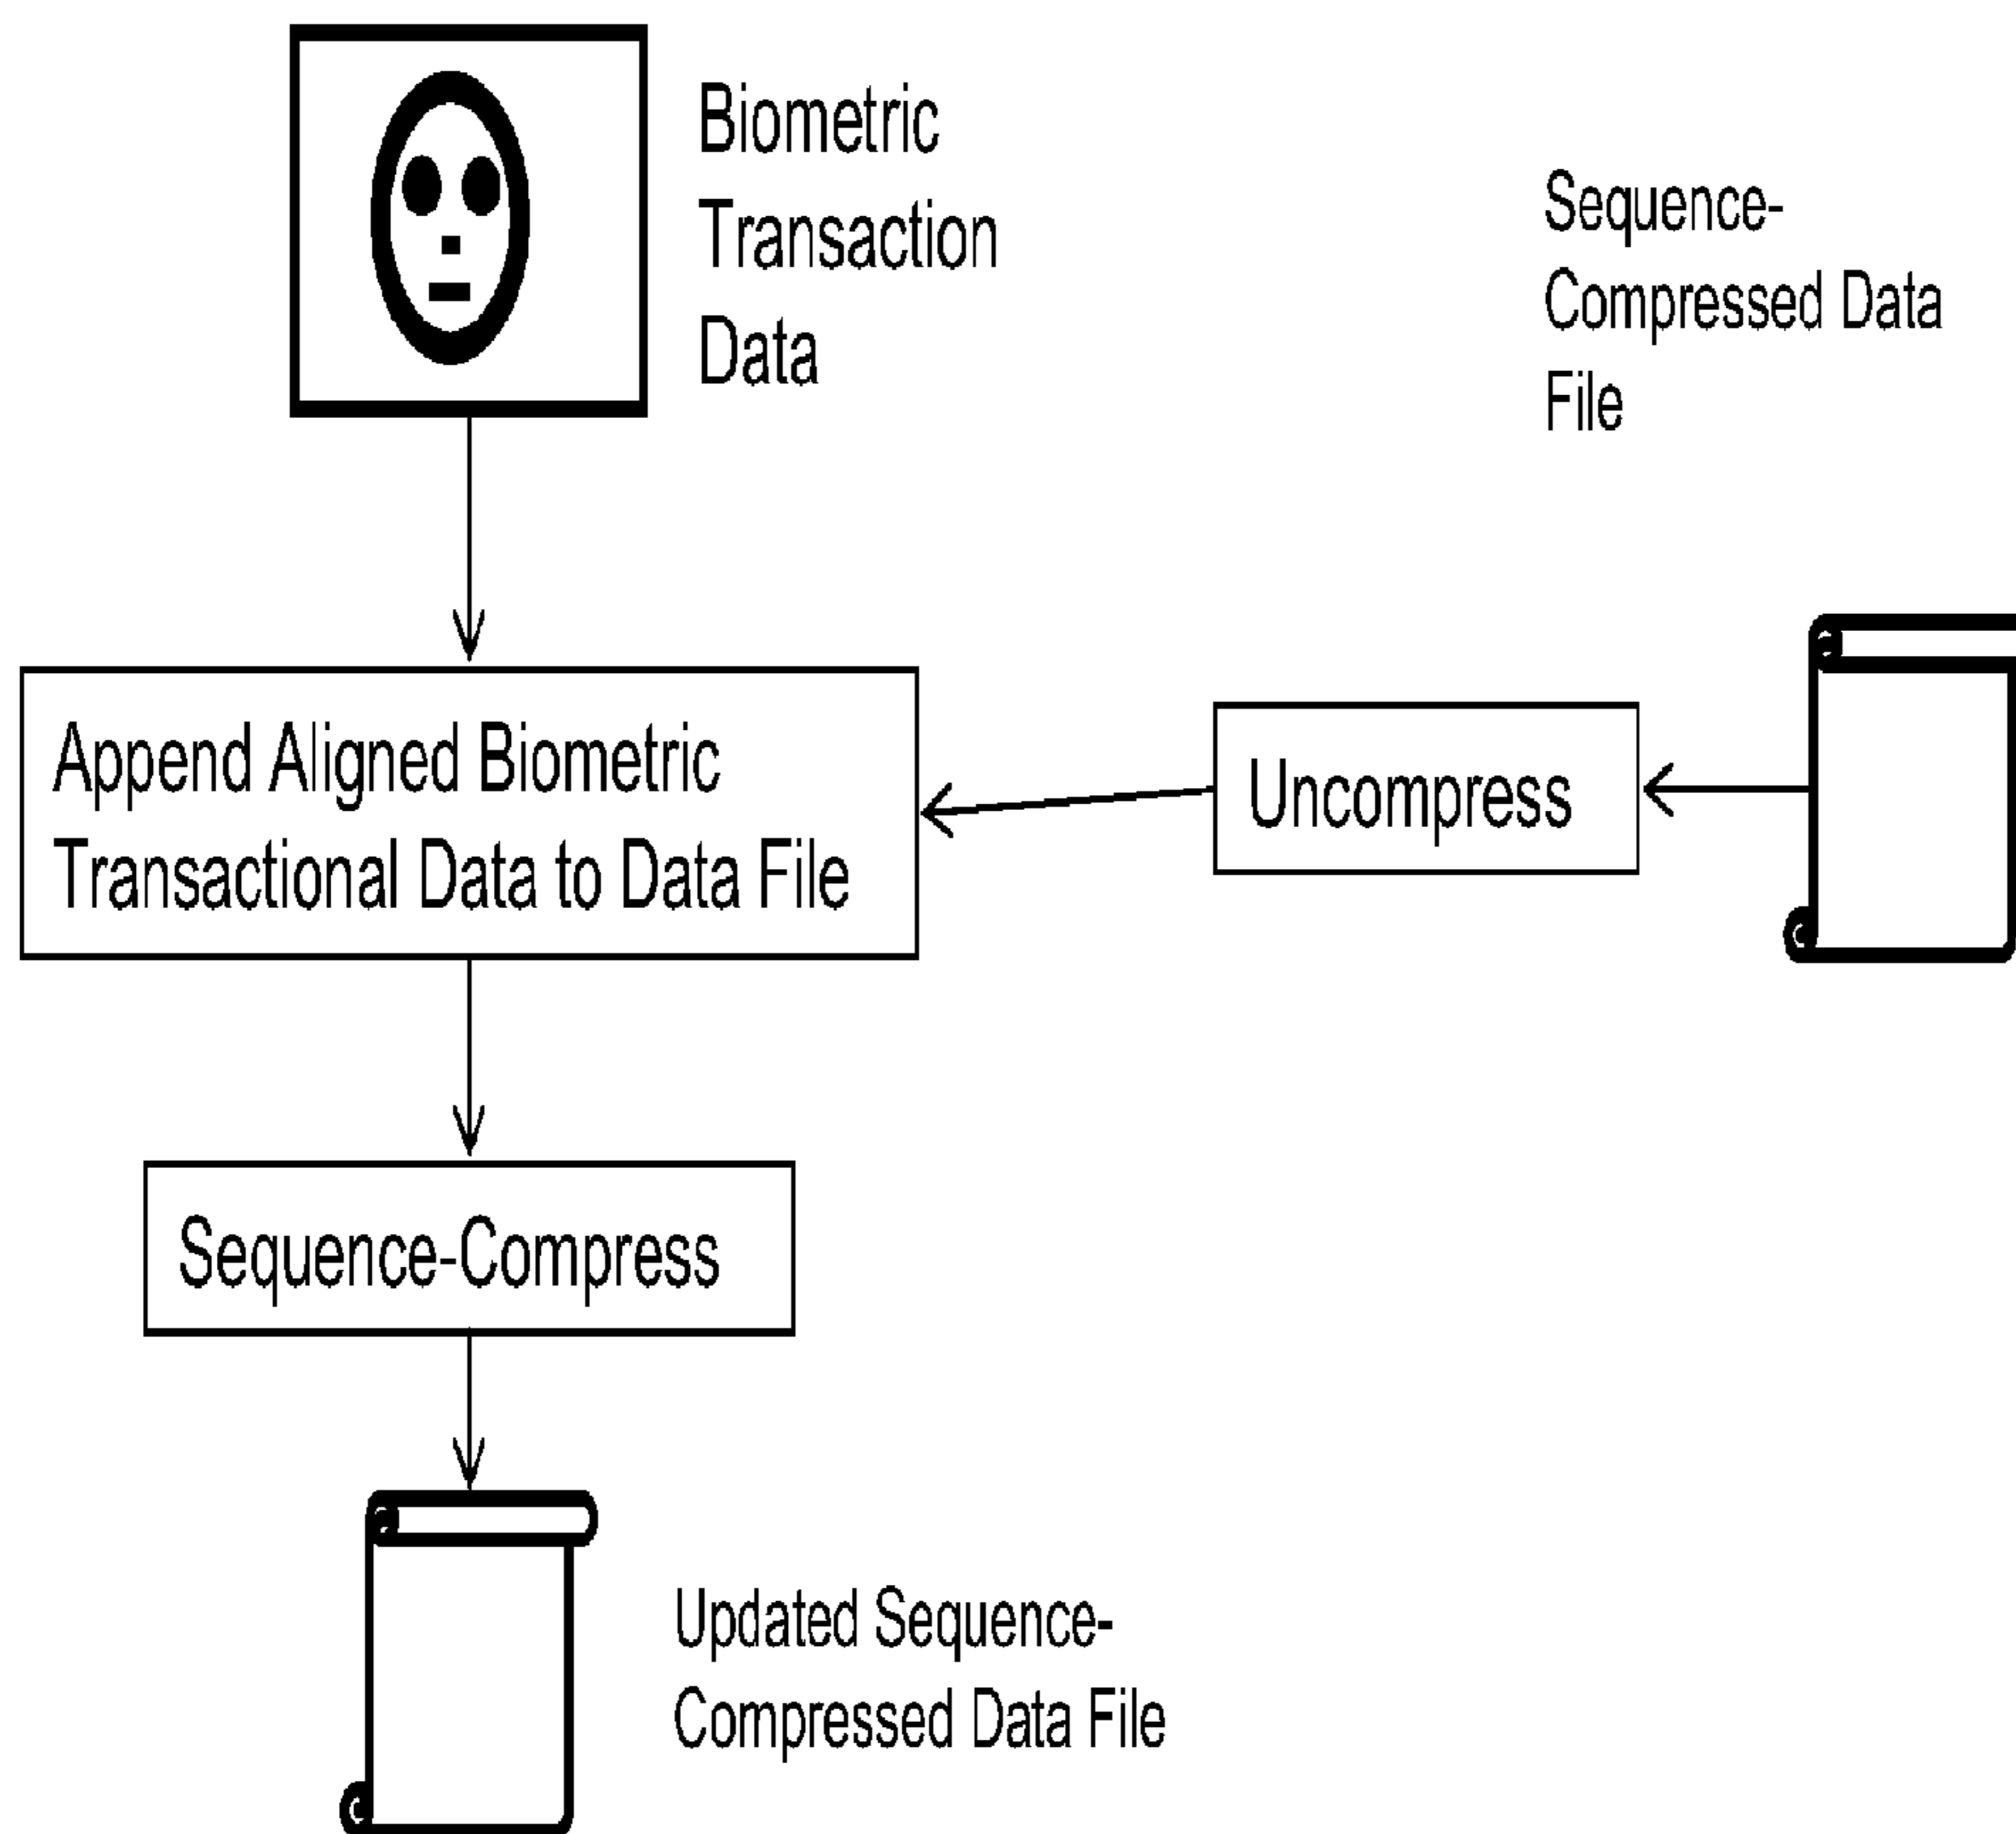 Biometric
Transaction
Data
Sequence-
Compressed Data
File
Append Aligned Biometric
Transactional Data to Data File
Uncompress
Sequence-Compress
Updated Sequence-
Compressed Data File